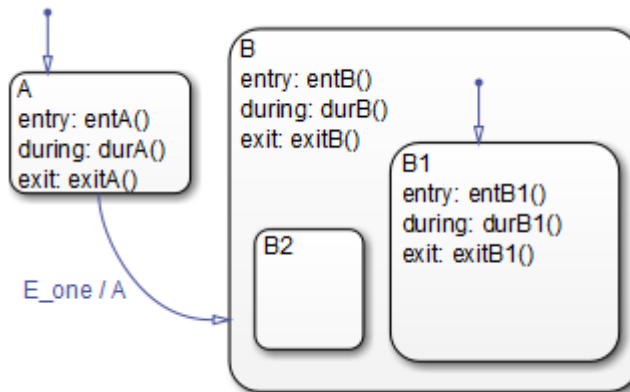 A
entry: entA()
during: durA()
exit: exitA()
E_one / A
B
entry: entB()
during: durB()
exit: exitB()
B2
B1
entry: entB1()
during: durB1()
exit: exitB1()